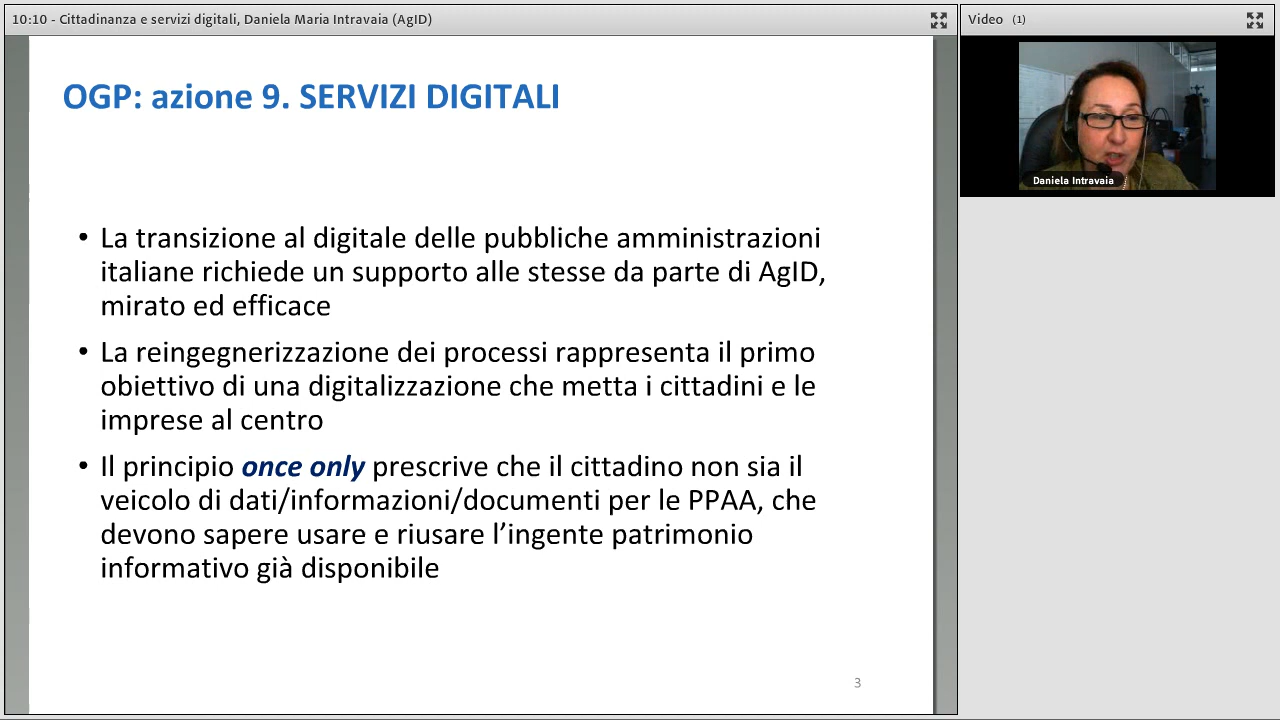 10:10 - Cittadinanza e servizi digitali, Daniela Maria Intravaia (AgID)
Video (1)
Daniela Intravaia
OGP: azione 9. SERVIZI DIGITALI
• La transizione al digitale delle pubbliche amministrazioni
italiane richiede un supporto alle stesse da parte di AgID,
mirato ed efficace
• La reingegnerizzazione dei processi rappresenta il primo
obiettivo di una digitalizzazione che metta i cittadini e le
imprese al centro
• Il principio once only prescrive che il cittadino non sia il
veicolo di dati/informazioni/documenti per le PPAA, che
devono sapere usare e riusare l’ingente patrimonio
informativo già disponibile
3